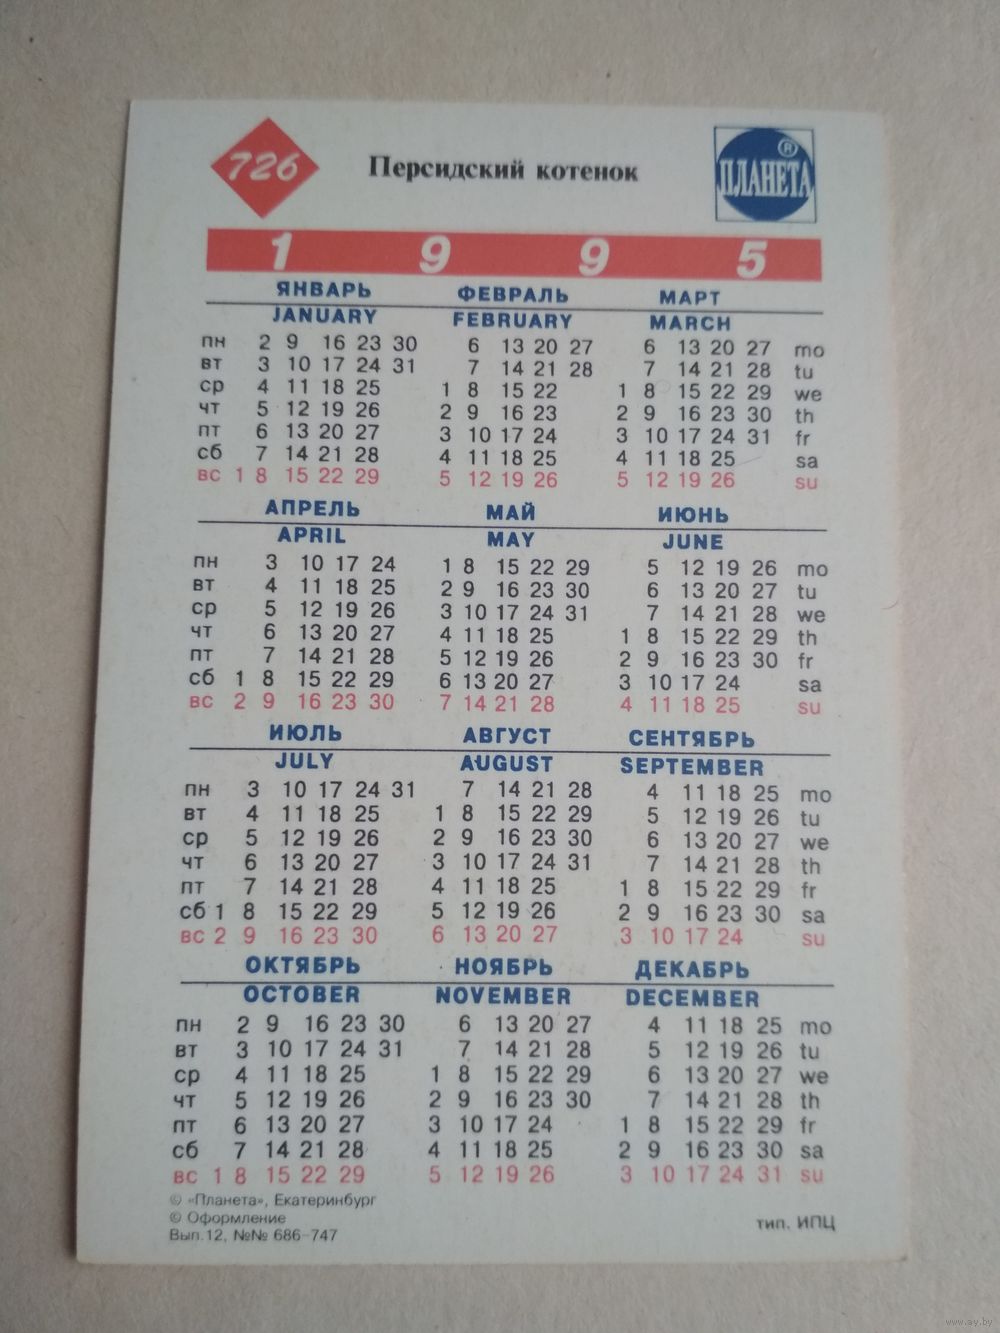 726 Персидский котенок ® ПЛАНЕТА
1 9 9 5
ЯНВАРЬ ФЕВРАЛЬ МАРТ
JANUARY FEBRUARY MARCH
пн 2 9 16 23 30 6 13 20 27 6 13 20 27 mo
вт 3 10 17 24 31 7 14 21 28 7 14 21 28 tu
ср 4 11 18 25 1 8 15 22 1 8 15 22 29 we
чт 5 12 19 26 2 9 16 23 2 9 16 23 30 th
пт 6 13 20 27 3 10 17 24 3 10 17 24 31 fr
сб 7 14 21 28 4 11 18 25 4 11 18 25 sa
вс 1 8 15 22 29 5 12 19 26 5 12 19 26 su
АПРЕЛЬ МАЙ ИЮНЬ
APRIL MAY JUNE
пн 3 10 17 24 1 8 15 22 29 5 12 19 26 mo
вт 4 11 18 25 2 9 16 23 30 6 13 20 27 tu
ср 5 12 19 26 3 10 17 24 31 7 14 21 28 we
чт 6 13 20 27 4 11 18 25 1 8 15 22 29 th
пт 7 14 21 28 5 12 19 26 2 9 16 23 30 fr
сб 1 8 15 22 29 6 13 20 27 3 10 17 24 sa
вс 2 9 16 23 30 7 14 21 28 4 11 18 25 su
ИЮЛЬ АВГУСТ СЕНТЯБРЬ
JULY AUGUST SEPTEMBER
пн 3 10 17 24 31 7 14 21 28 4 11 18 25 mo
вт 4 11 18 25 1 8 15 22 29 5 12 19 26 tu
ср 5 12 19 26 2 9 16 23 30 6 13 20 27 we
чт 6 13 20 27 3 10 17 24 31 7 14 21 28 th
пт 7 14 21 28 4 11 18 25 1 8 15 22 29 fr
сб 1 8 15 22 29 5 12 19 26 2 9 16 23 30 sa
вс 2 9 16 23 30 6 13 20 27 3 10 17 24 su
ОКТЯБРЬ НОЯБРЬ ДЕКАБРЬ
OCTOBER NOVEMBER DECEMBER
пн 2 9 16 23 30 6 13 20 27 4 11 18 25 mo
вт 3 10 17 24 31 7 14 21 28 5 12 19 26 tu
ср 4 11 18 25 1 8 15 22 29 6 13 20 27 we
чт 5 12 19 26 2 9 16 23 30 7 14 21 28 th
пт 6 13 20 27 3 10 17 24 1 8 15 22 29 fr
сб 7 14 21 28 4 11 18 25 2 9 16 23 30 sa
вс 1 8 15 22 29 5 12 19 26 3 10 17 24 31 su
© «Планета», Екатеринбург
© Оформление
Вып.12, №№ 686-747 тип. ИПЦ
www.ay.by